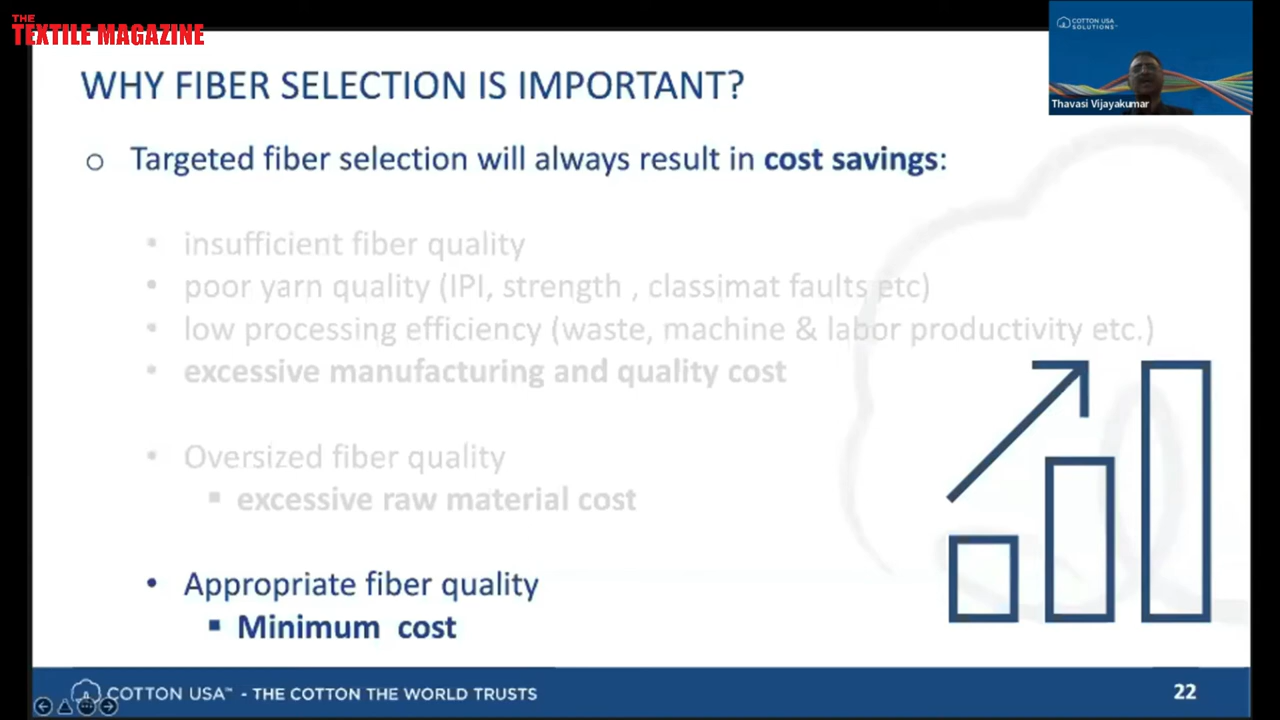 THE
TEXTILE MAGAZINE
COTTON USA
SOLUTIONS™
Thavasi Vijayakumar
WHY FIBER SELECTION IS IMPORTANT?
Targeted fiber selection will always result in cost savings:
insufficient fiber quality
poor yarn quality (IPI, strength , classimat faults etc)
low processing efficiency (waste, machine & labor productivity etc.)
excessive manufacturing and quality cost
Oversized fiber quality
excessive raw material cost
Appropriate fiber quality
Minimum cost
COTTON USA™ - THE COTTON THE WORLD TRUSTS
22